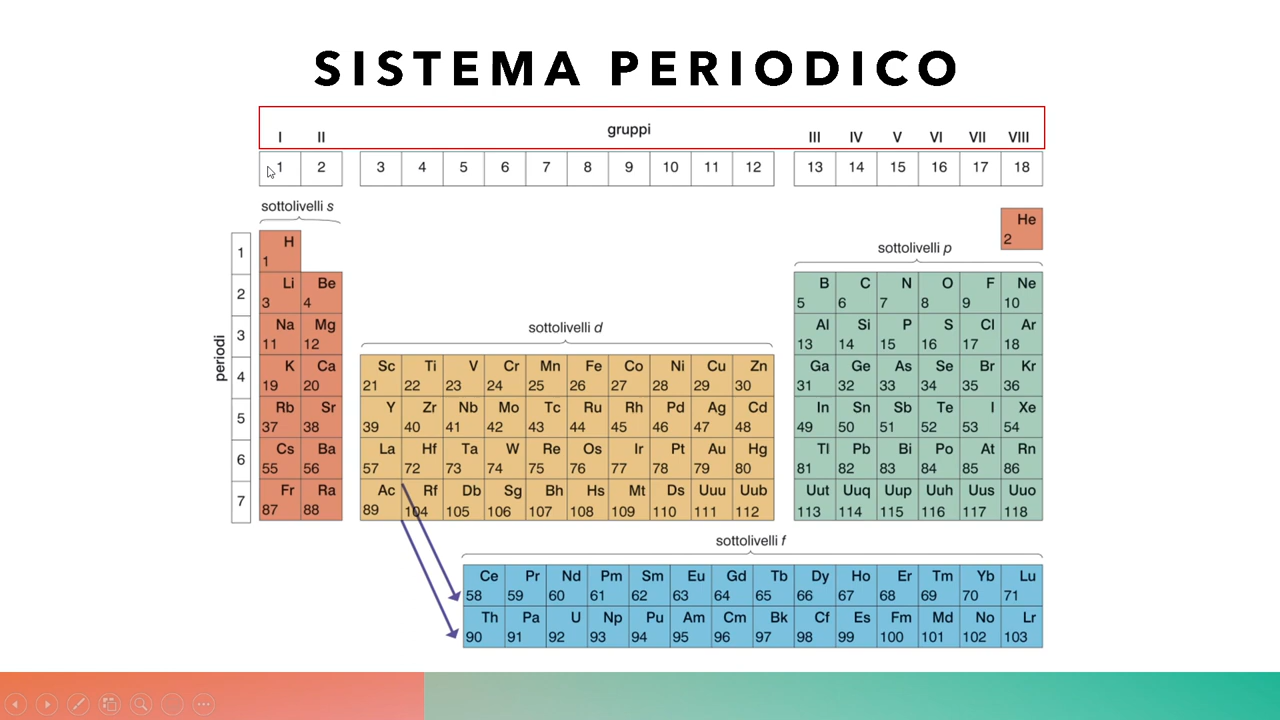 SISTEMA PERIODICO
gruppi
I II III IV V VI VII VIII
1 2 3 4 5 6 7 8 9 10 11 12 13 14 15 16 17 18
sottolivelli s
He
2
sottolivelli p
periodi
1 H
1
2 Li Be B C N O F Ne
3 4 5 6 7 8 9 10
3 Na Mg Al Si P S Cl Ar
11 12 13 14 15 16 17 18
sottolivelli d
4 K Ca Sc Ti V Cr Mn Fe Co Ni Cu Zn Ga Ge As Se Br Kr
19 20 21 22 23 24 25 26 27 28 29 30 31 32 33 34 35 36
5 Rb Sr Y Zr Nb Mo Tc Ru Rh Pd Ag Cd In Sn Sb Te I Xe
37 38 39 40 41 42 43 44 45 46 47 48 49 50 51 52 53 54
6 Cs Ba La Hf Ta W Re Os Ir Pt Au Hg Tl Pb Bi Po At Rn
55 56 57 72 73 74 75 76 77 78 79 80 81 82 83 84 85 86
7 Fr Ra Ac Rf Db Sg Bh Hs Mt Ds Uuu Uub Uut Uuq Uup Uuh Uus Uuo
87 88 89 104 105 106 107 108 109 110 111 112 113 114 115 116 117 118
sottolivelli f
Ce Pr Nd Pm Sm Eu Gd Tb Dy Ho Er Tm Yb Lu
58 59 60 61 62 63 64 65 66 67 68 69 70 71
Th Pa U Np Pu Am Cm Bk Cf Es Fm Md No Lr
90 91 92 93 94 95 96 97 98 99 100 101 102 103